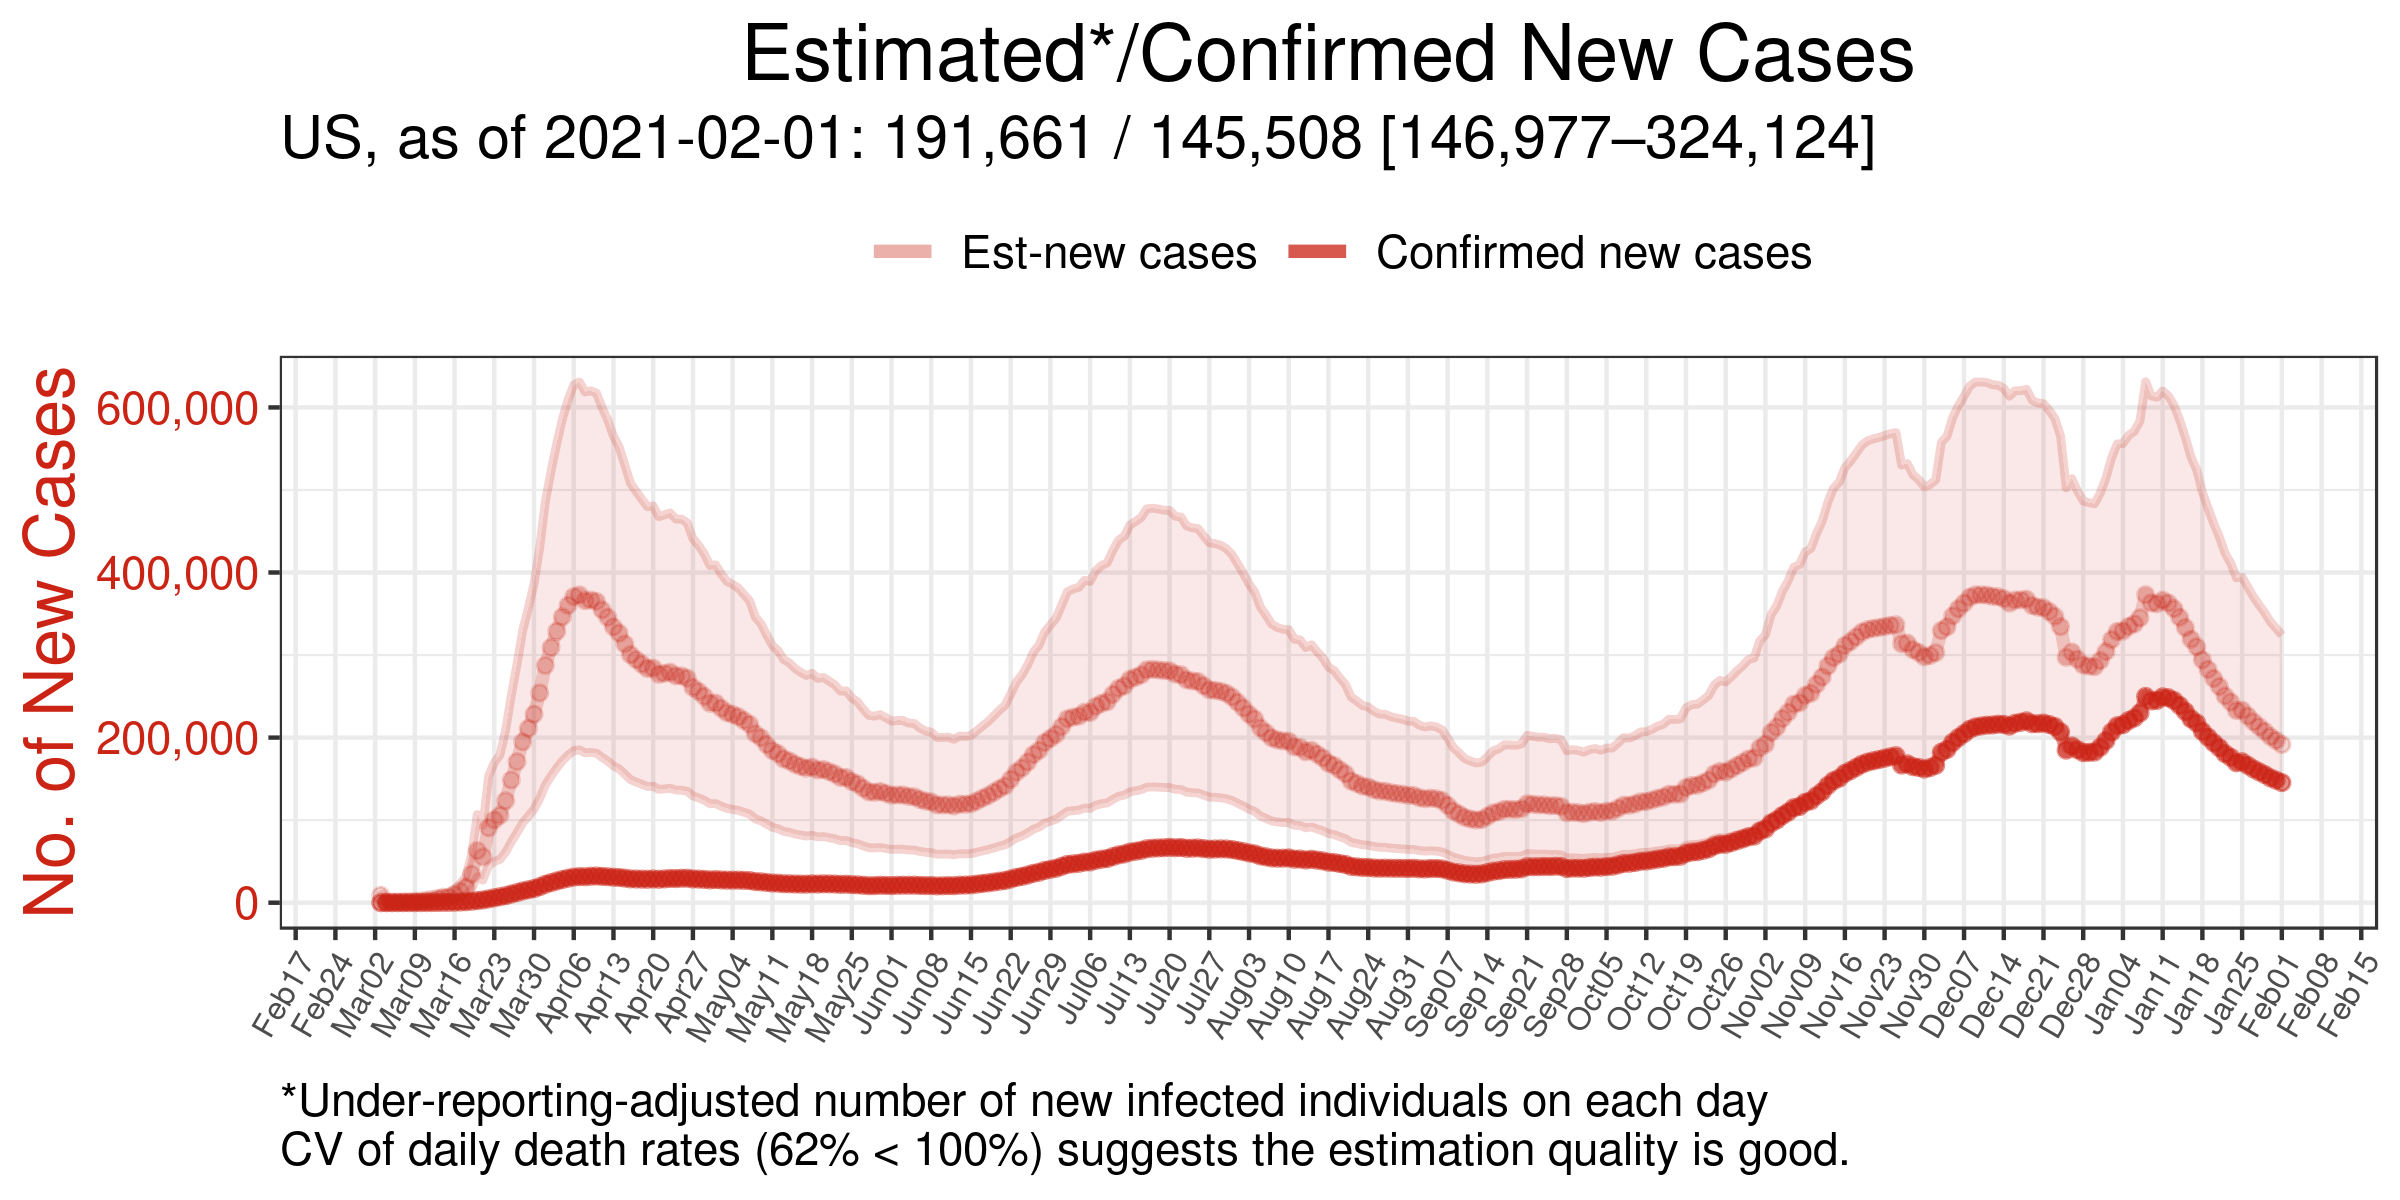 Estimated*/Confirmed New Cases
US, as of 2021-02-01: 191,661 / 145,508 [146,977–324,124]
Est-new cases
Confirmed new cases
No. of New Cases
600,000
400,000
200,000
0
Feb17
Feb24
Mar02
Mar09
Mar16
Mar23
Mar30
Apr06
Apr13
Apr20
Apr27
May04
May11
May18
May25
Jun01
Jun08
Jun15
Jun22
Jun29
Jul06
Jul13
Jul20
Jul27
Aug03
Aug10
Aug17
Aug24
Aug31
Sep07
Sep14
Sep21
Sep28
Oct05
Oct12
Oct19
Oct26
Nov02
Nov09
Nov16
Nov23
Nov30
Dec07
Dec14
Dec21
Dec28
Jan04
Jan11
Jan18
Jan25
Feb01
Feb08
Feb15
*Under-reporting-adjusted number of new infected individuals on each day
CV of daily death rates (62% < 100%) suggests the estimation quality is good.